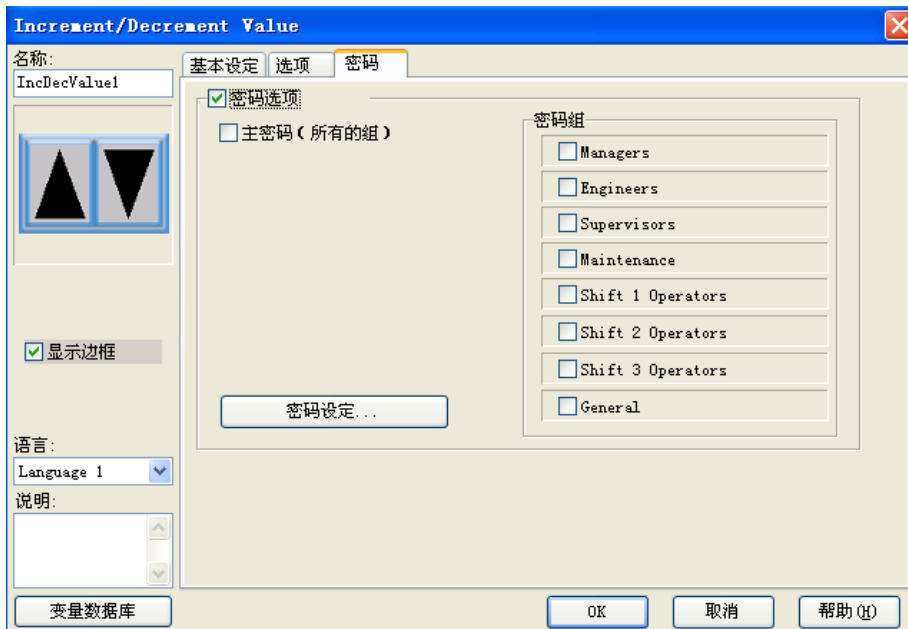 Increment/Decrement Value
名称:
IncDecValue1
基本设定 选项 密码
密码选项
主密码(所有的组)
密码组
Managers
Engineers
Supervisors
Maintenance
Shift 1 Operators
Shift 2 Operators
Shift 3 Operators
General
密码设定...
显示边框
语言:
Language 1
说明:
变量数据库
OK 取消 帮助(H)